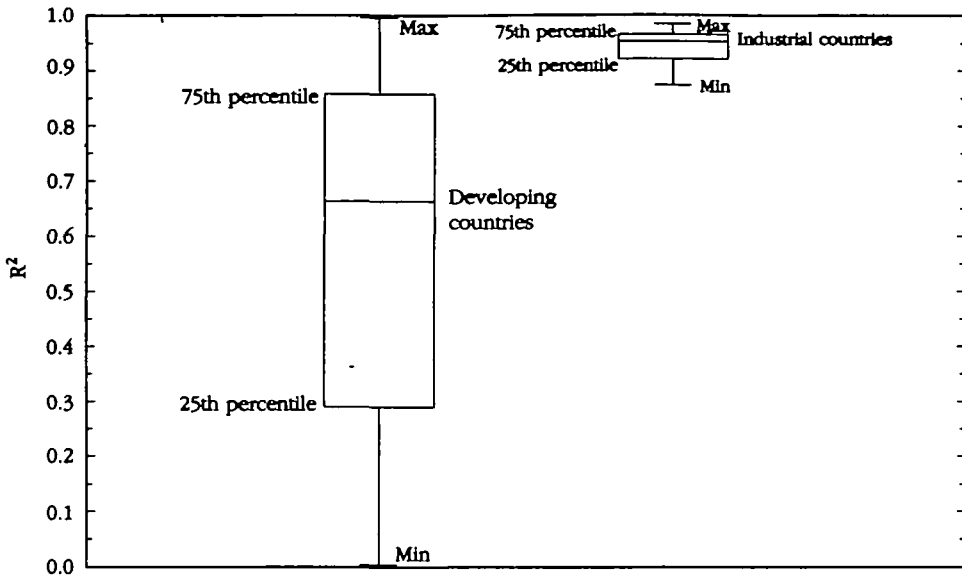 1.0
0.9
0.8
0.7
0.6
0.5
0.4
0.3
0.2
0.1
0.0
R²
Max
75th percentile
Developing
countries
25th percentile
Min
75th percentile
Max
Industrial countries
25th percentile
Min